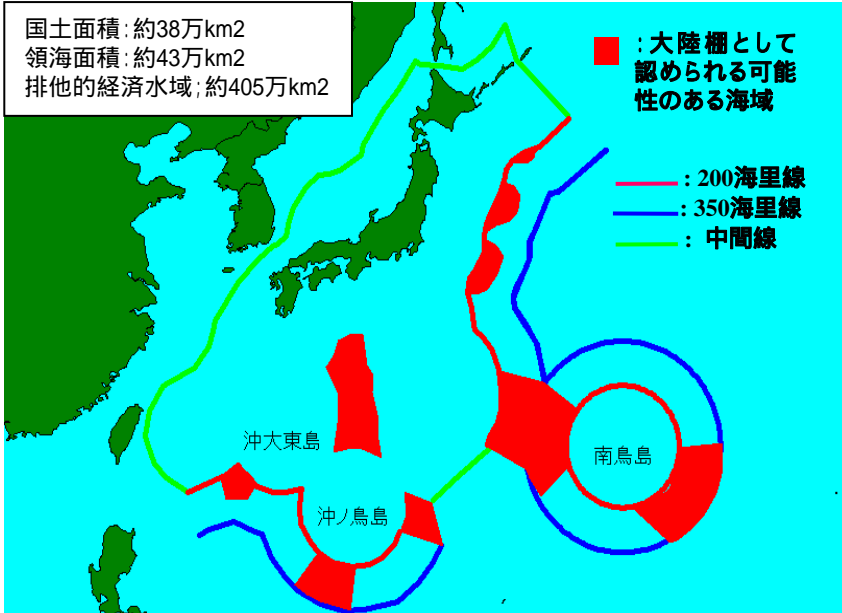 国土面積:約38万km2
領海面積:約43万km2
排他的経済水域;約405万km2
:大陸棚として
認められる可能
性のある海域
: 200海里線
: 350海里線
: 中間線
沖大東島
南鳥島
沖ノ鳥島